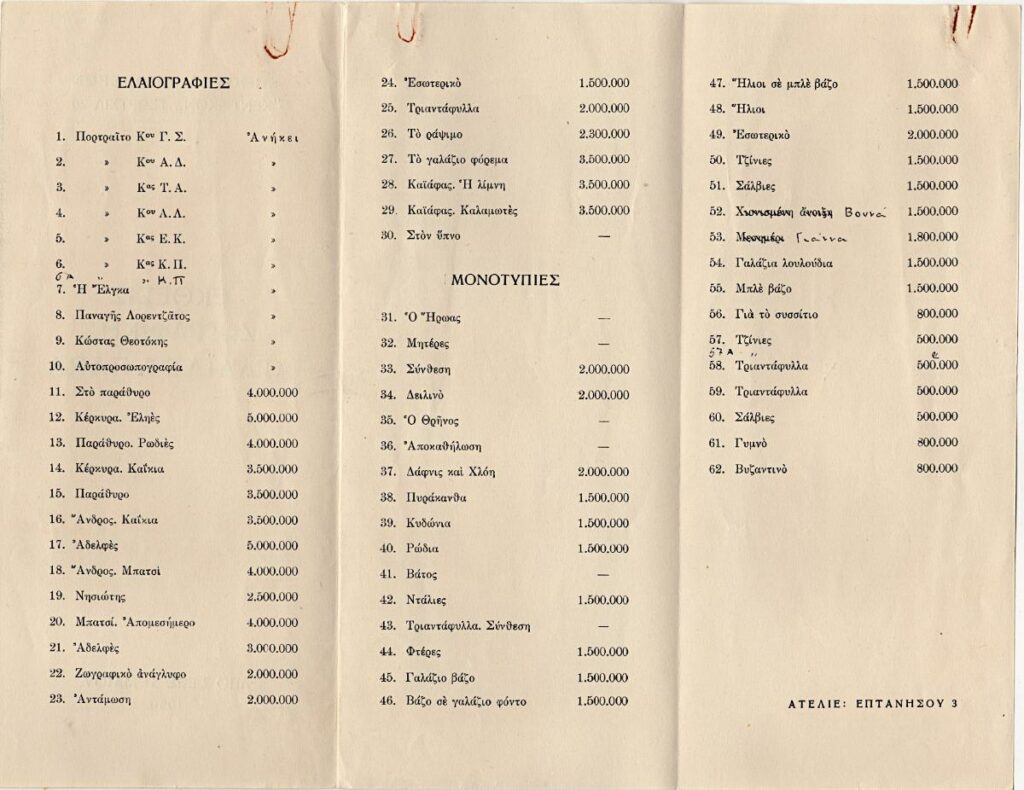 ΕΛΑΙΟΓΡΑΦΙΕΣ
1. Πορτραῖτο Κου Γ. Σ. Ἀνήκει
2. » Κου Α. Δ. »
3. » Κας Τ. Α. »
4. » Κου Λ. Λ. »
5. » Κας Ε. Κ. »
6. » Κας Κ. Π. »
6Α " " Κ.Π
7. Ἡ Ἔλγκα »
8. Παναγῆς Λορεντζᾶτος »
9. Κώστας Θεοτόκης »
10. Αὐτοπροσωπογραφία »
11. Στὸ παράθυρο 4.000.000
12. Κέρκυρα. Ἐληὲς 5.000.000
13. Παράθυρο. Ρωδιὲς 4.000.000
14. Κέρκυρα. Καΐκια 3.500.000
15. Παράθυρο 3.500.000
16. Ἄνδρος. Καΐκια 3.500.000
17. Ἀδελφὲς 5.000.000
18. Ἄνδρος. Μπατσὶ 4.000.000
19. Νησιώτης 2.500.000
20. Μπατσί. Ἀπομεσήμερο 4.000.000
21. Ἀδελφὲς 3.000.000
22. Ζωγραφικὸ ἀνάγλυφο 2.000.000
23. Ἀντάμωση 2.000.000
24. Ἐσωτερικὸ 1.500.000
25. Τριαντάφυλλα 2.000.000
26. Τὸ ράψιμο 2.300.000
27. Τὸ γαλάζιο φόρεμα 3.500.000
28. Καϊάφας. Ἡ λίμνη 3.500.000
29. Καϊάφας. Καλαμωτὲς 3.500.000
30. Στὸν ὕπνο —
ΜΟΝΟΤΥΠΙΕΣ
31. Ὁ Ἥρωας —
32. Μητέρες —
33. Σύνθεση 2.000.000
34. Δειλινὸ 2.000.000
35. Ὁ Θρῆνος —
36. Ἀποκαθήλωση —
37. Δάφνις καὶ Χλόη 2.000.000
38. Πυράκανθα 1.500.000
39. Κυδώνια 1.500.000
40. Ρώδια 1.500.000
41. Βάτος —
42. Ντάλιες 1.500.000
43. Τριαντάφυλλα. Σύνθεση —
44. Φτέρες 1.500.000
45. Γαλάζιο βάζο 1.500.000
46. Βάζο σὲ γαλάζιο φόντο 1.500.000
47. Ἥλιοι σὲ μπλὲ βάζο 1.500.000
48. Ἥλιοι 1.500.000
49. Ἐσωτερικὸ 2.000.000
50. Τζίνιες 1.500.000
51. Σάλβιες 1.500.000
52. Χιονισμένη ἄνοιξη Βουνά 1.500.000
53. Μεσημέρι Γιάννα 1.800.000
54. Γαλάζια λουλούδια 1.500.000
55. Μπλὲ βάζο 1.500.000
56. Γιὰ τὸ συσσίτιο 800.000
57. Τζίνιες 500.000
57Α "
58. Τριαντάφυλλα 500.000
59. Τριαντάφυλλα 500.000
60. Σάλβιες 500.000
61. Γυμνὸ 800.000
62. Βυζαντινὸ 800.000
ΑΤΕΛΙΕ: ΕΠΤΑΝΗΣΟΥ 3